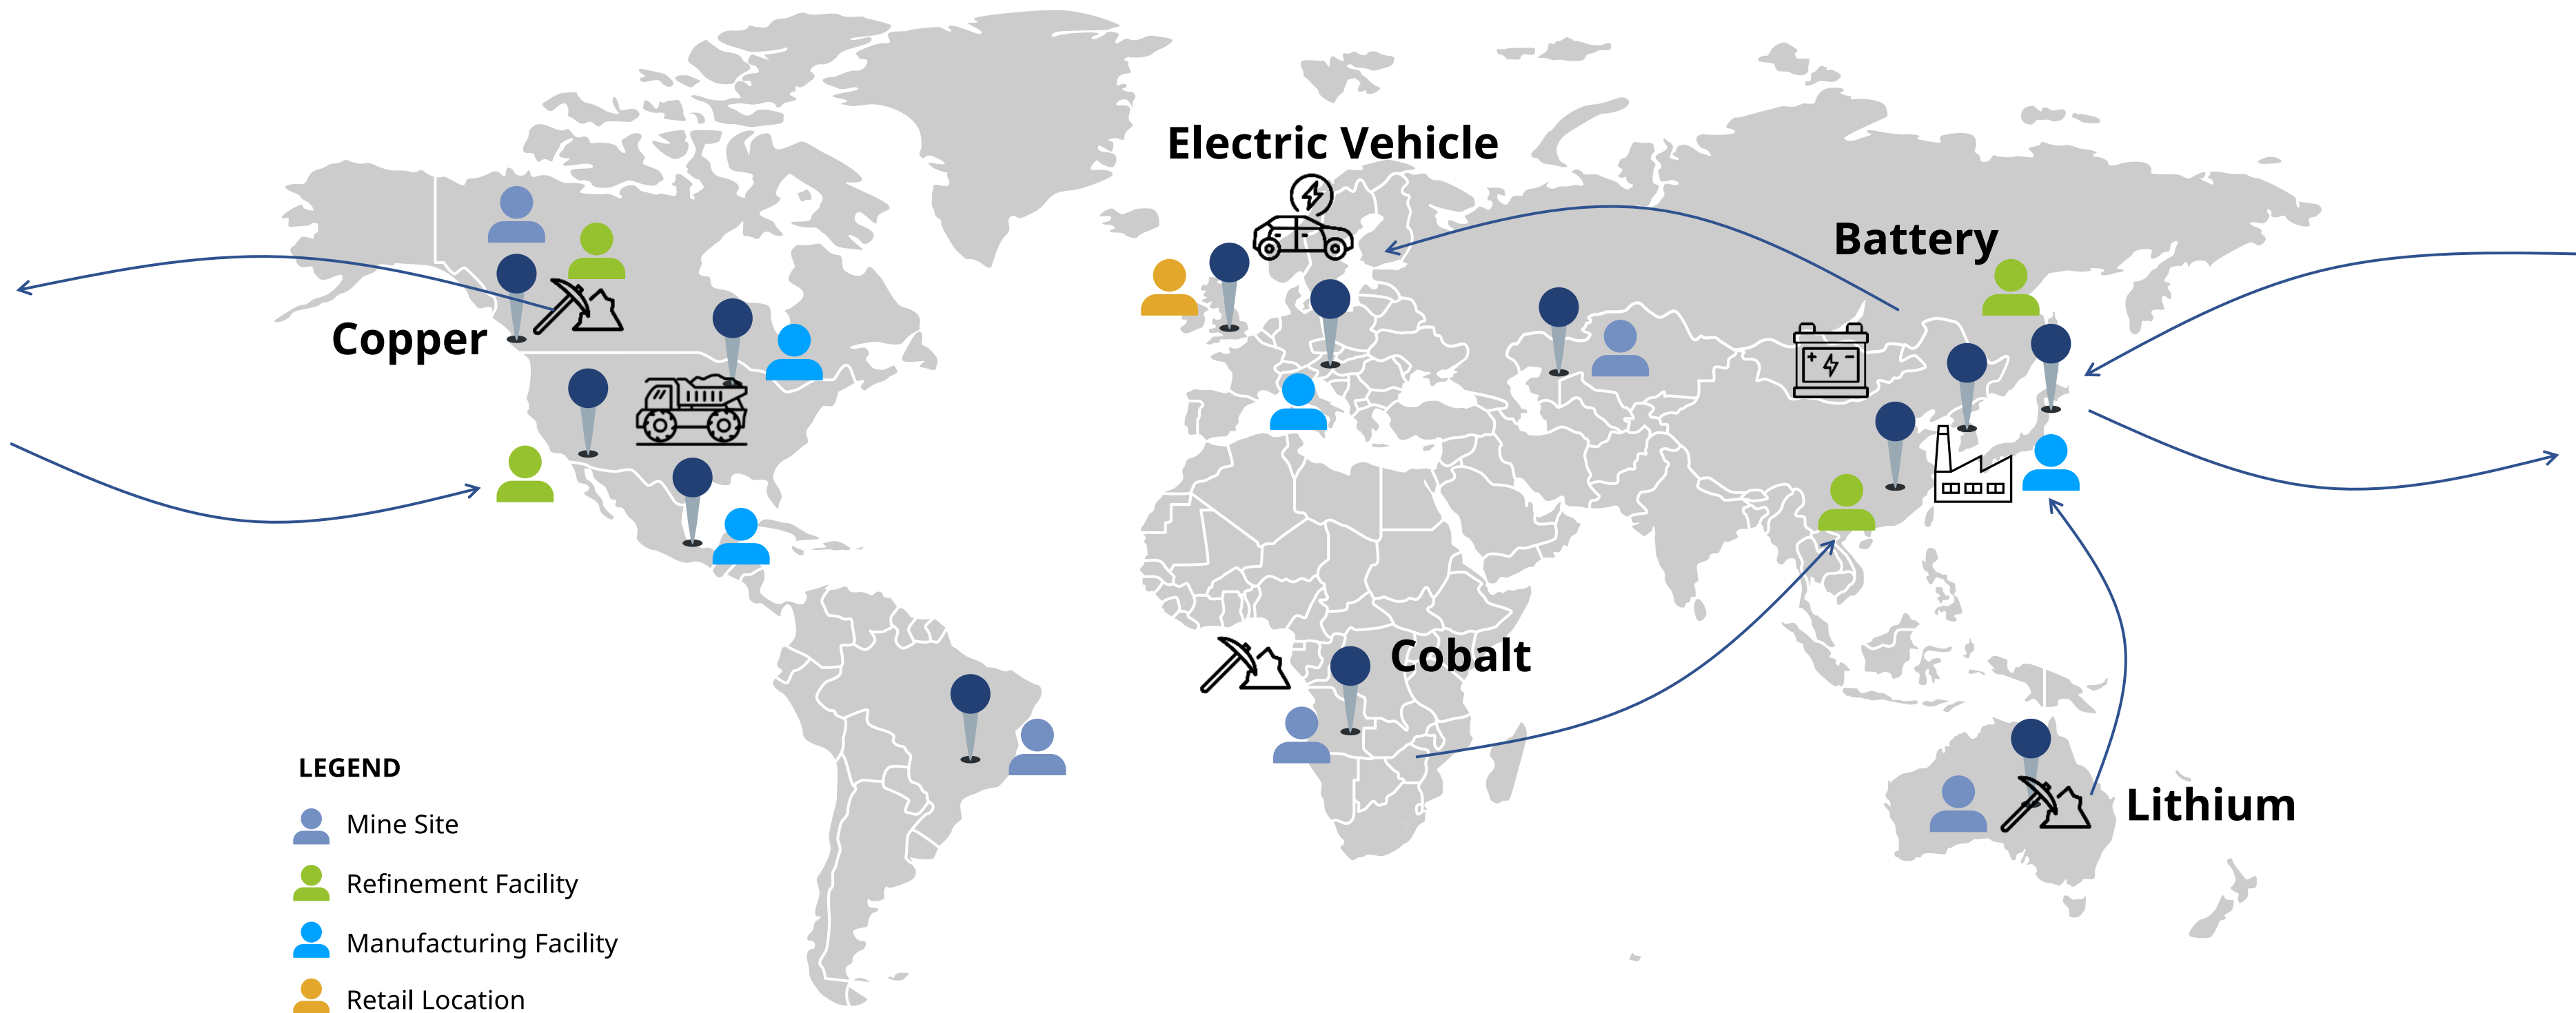 Electric Vehicle
Battery
Copper
Cobalt
Lithium
LEGEND
Mine Site
Refinement Facility
Manufacturing Facility
Retail Location